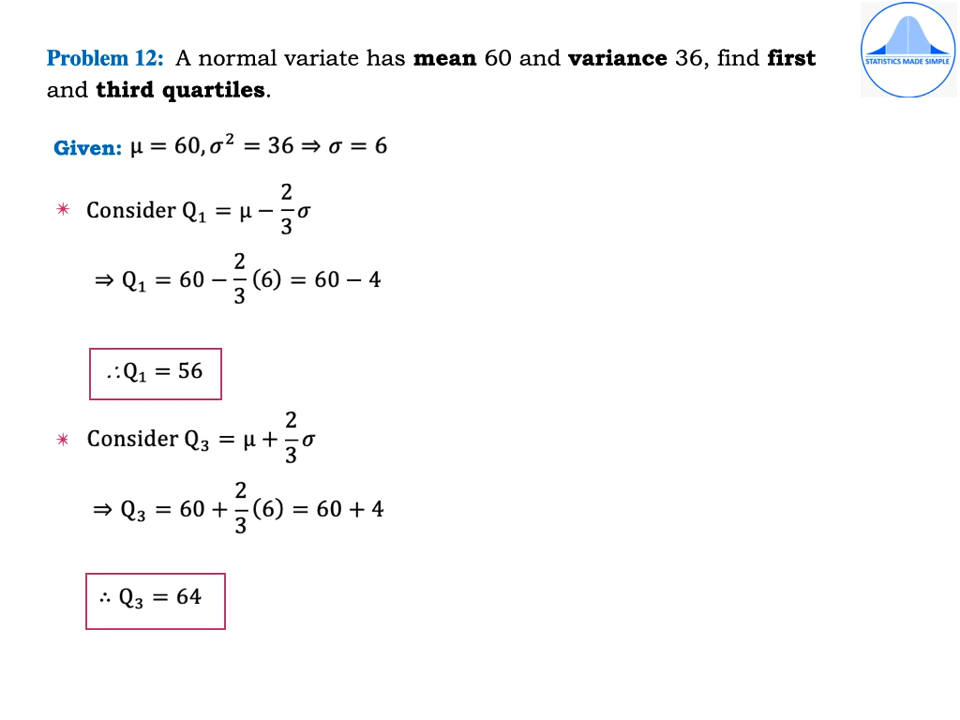 STATISTICS MADE SIMPLE
Problem 12: A normal variate has mean 60 and variance 36, find first
and third quartiles.
Given: μ = 60, σ² = 36 ⇒ σ = 6
✴ Consider Q₁ = μ − 2/3 σ
⇒ Q₁ = 60 − 2/3 (6) = 60 − 4
∴Q₁ = 56
✴ Consider Q₃ = μ + 2/3 σ
⇒ Q₃ = 60 + 2/3 (6) = 60 + 4
∴ Q₃ = 64